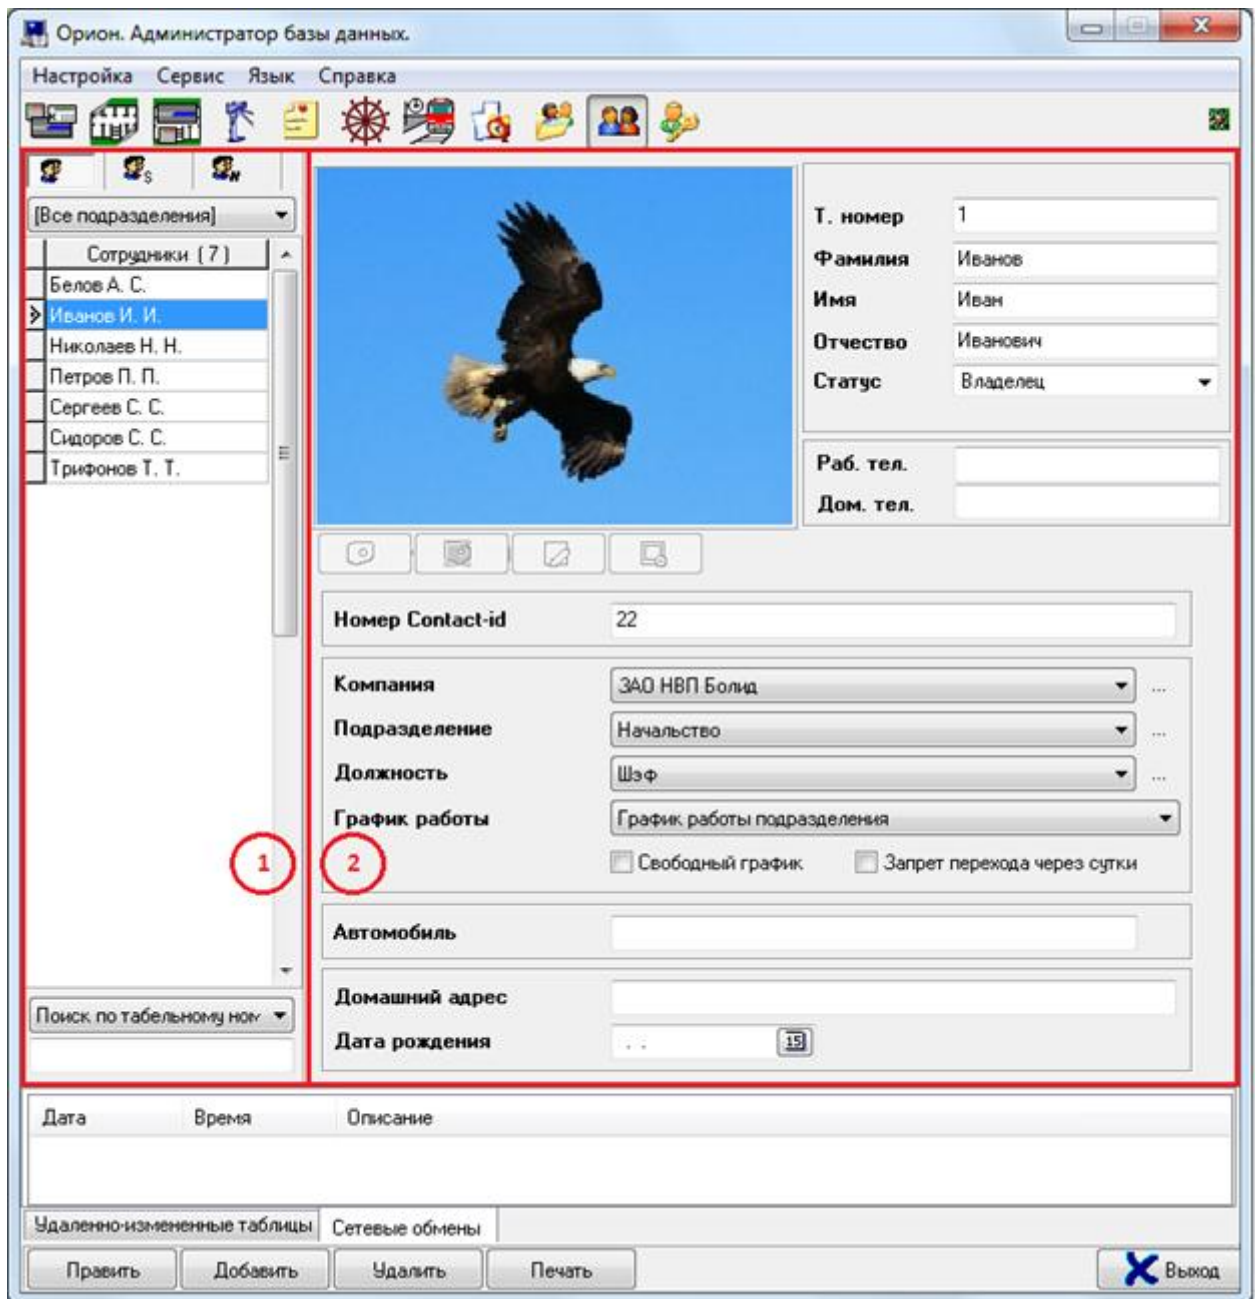 Орион. Администратор базы данных.
Настройка Сервис Язык Справка
S N
[Все подразделения]
Сотрудники (7)
Белов А. С.
Иванов И. И.
Николаев Н. Н.
Петров П. П.
Сергеев С. С.
Сидоров С. С.
Трифонов Т. Т.
Поиск по табельному ном
Т. номер 1
Фамилия Иванов
Имя Иван
Отчество Иванович
Статус Владелец
Раб. тел.
Дом. тел.
Номер Contact-id 22
Компания ЗАО НВП Болид ...
Подразделение Начальство ...
Должность Шэф ...
График работы График работы подразделения
Свободный график Запрет перехода через сутки
1 2
Автомобиль
Домашний адрес
Дата рождения . . 15
Дата Время Описание
Удаленно-измененные таблицы Сетевые обмены
Править Добавить Удалить Печать Выход